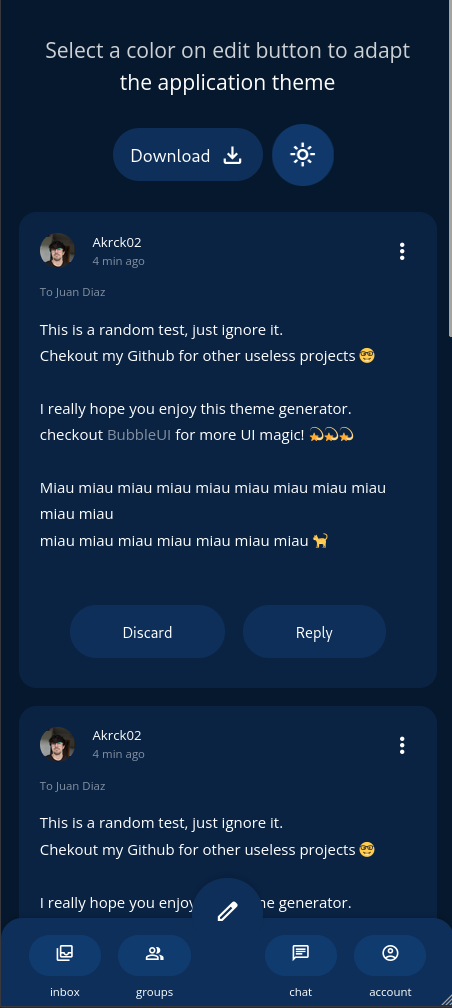 Select a color on edit button to adapt
the application theme
Download
Akrck02
4 min ago
To Juan Diaz
This is a random test, just ignore it.
Chekout my Github for other useless projects 🤓
I really hope you enjoy this theme generator.
checkout BubbleUI for more UI magic! 💫💫💫
Miau miau miau miau miau miau miau miau miau
miau miau
miau miau miau miau miau miau miau 🐈
Discard
Reply
Akrck02
4 min ago
To Juan Diaz
This is a random test, just ignore it.
Chekout my Github for other useless projects 🤓
I really hope you enjoy generator.
inbox
groups
chat
account